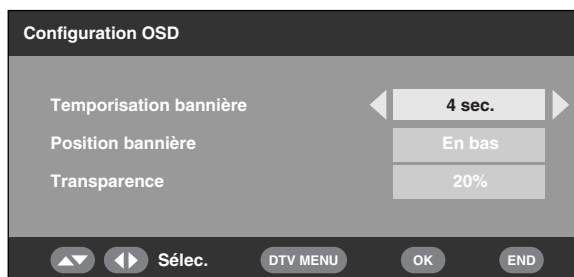 Configuration OSD
Temporisation bannière 4 sec.
Position bannière En bas
Transparence 20%
Sélec. DTV MENU OK END